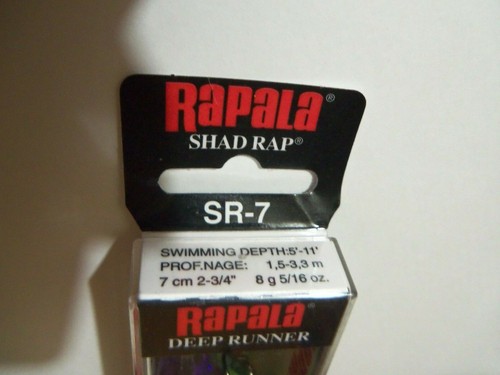 RAPALA®
SHAD RAP®
SR-7
SWIMMING DEPTH:5'-11'
PROF.NAGE: 1,5-3,3 m
7 cm 2-3/4" 8 g 5/16 oz.
RAPALA
DEEP RUNNER